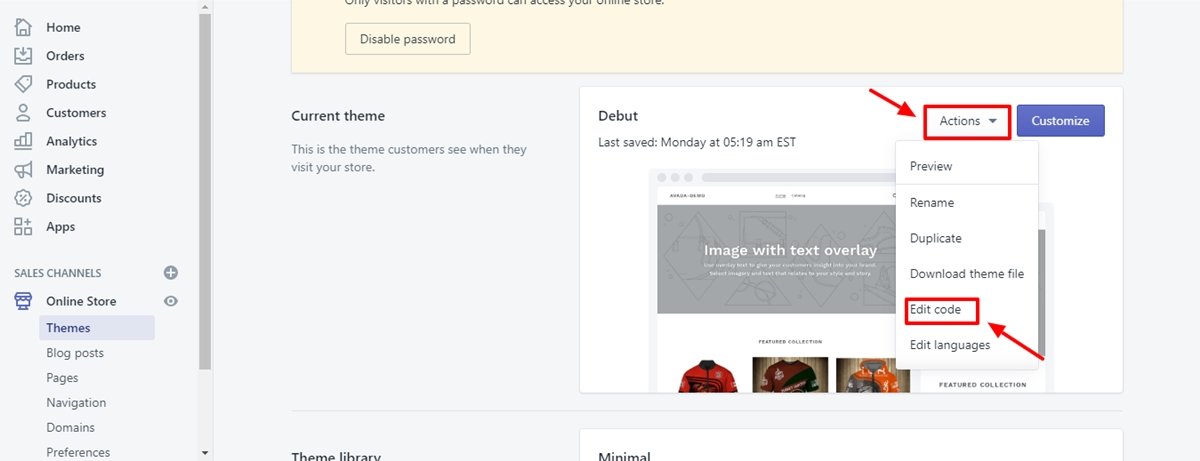 Only visitors with a password can access your online store.
Disable password
Home
Orders
Products
Customers
Analytics
Marketing
Discounts
Apps
SALES CHANNELS
Online Store
Themes
Blog posts
Pages
Navigation
Domains
Preferences
Current theme
This is the theme customers see when they
visit your store.
Debut
Last saved: Monday at 05:19 am EST
Actions
Customize
Preview
Rename
Duplicate
Download theme file
Edit code
Edit languages
AVADA-DEMO
Home Catalog
Image with text overlay
Use overlay text to give your customers insight into your brand.
Select imagery and text that relates to your style and story.
FEATURED COLLECTION
FEATURED COLLECTION
Theme library
Minimal